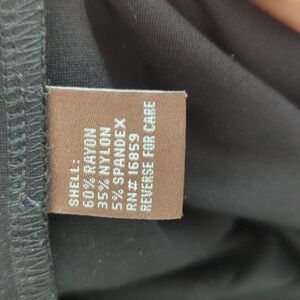 SHELL:
60% RAYON
35% NYLON
5% SPANDEX
RN# 16859
REVERSE FOR CARE